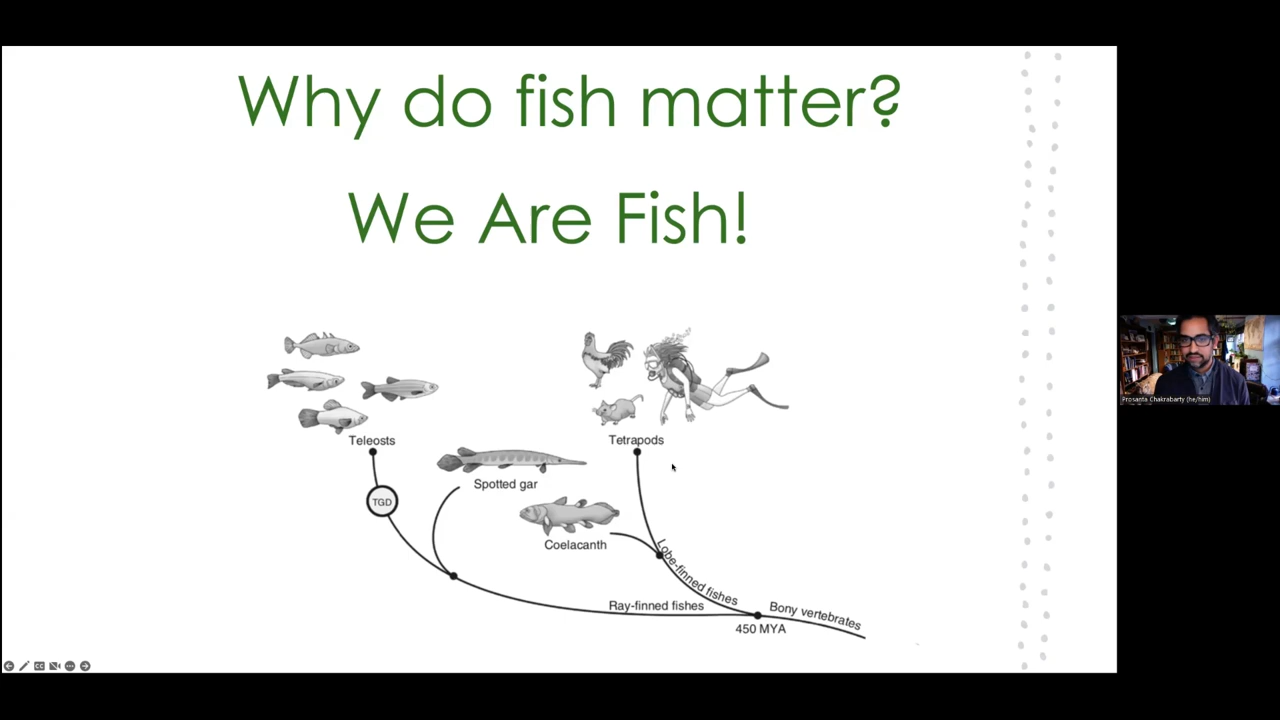 Why do fish matter?
We Are Fish!
Teleosts
Tetrapods
TGD
Spotted gar
Coelacanth
Lobe-finned fishes
Ray-finned fishes
Bony vertebrates
450 MYA
Prosanta Chakrabarty (he/him)
CC